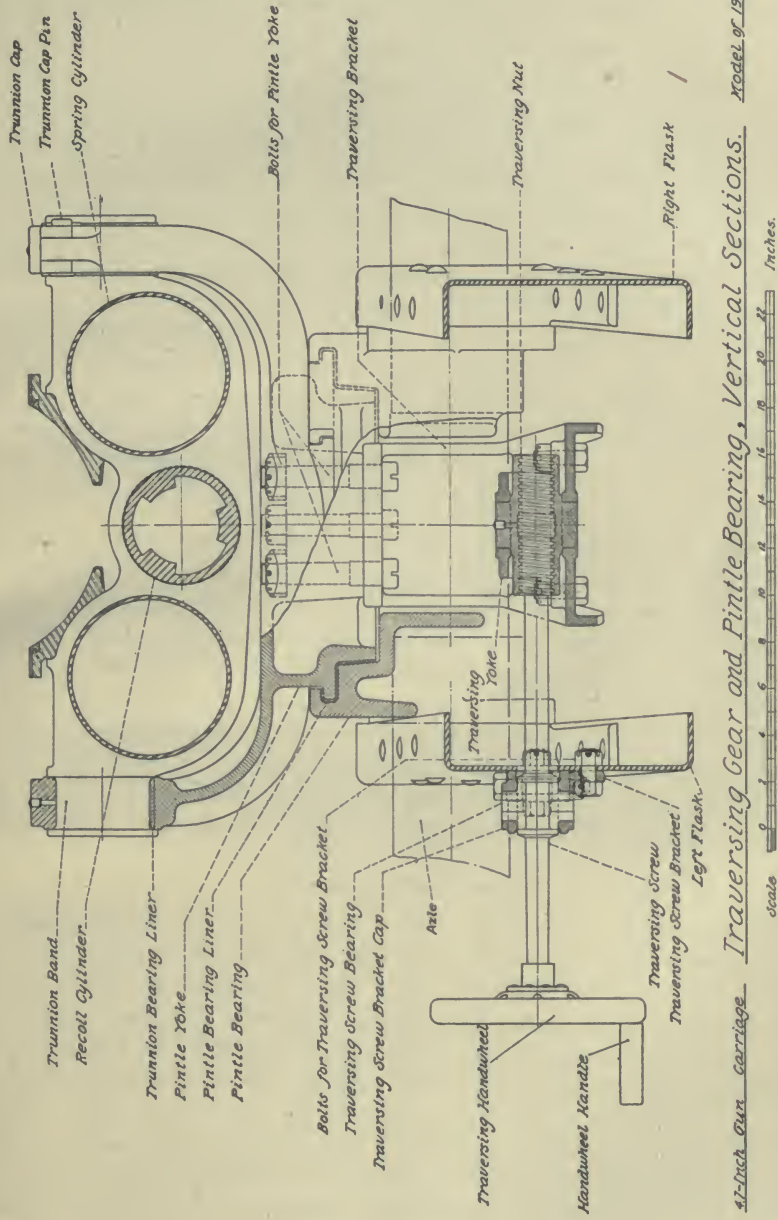 Trunnion Cap
Trunnion Cap Pin
Spring Cylinder
Bolts for Pintle Yoke
Traversing Bracket
Traversing Nut
Right Flask
Trunnion Band
Recoil Cylinder
Trunnion Bearing Liner
Pintle Yoke
Pintle Bearing Liner
Pintle Bearing
Bolts for Traversing Screw Bracket
Traversing Screw Bearing
Traversing Screw Bracket Cap
Axle
Traversing
Yoke
Traversing Handwheel
Handwheel Handle
Traversing Screw
Traversing Screw Bracket
Left Flask
4.7-Inch Gun Carriage Traversing Gear and Pintle Bearing, Vertical Sections. Model of 19
Scale 0 2 4 6 8 10 12 14 16 18 20 22 Inches.